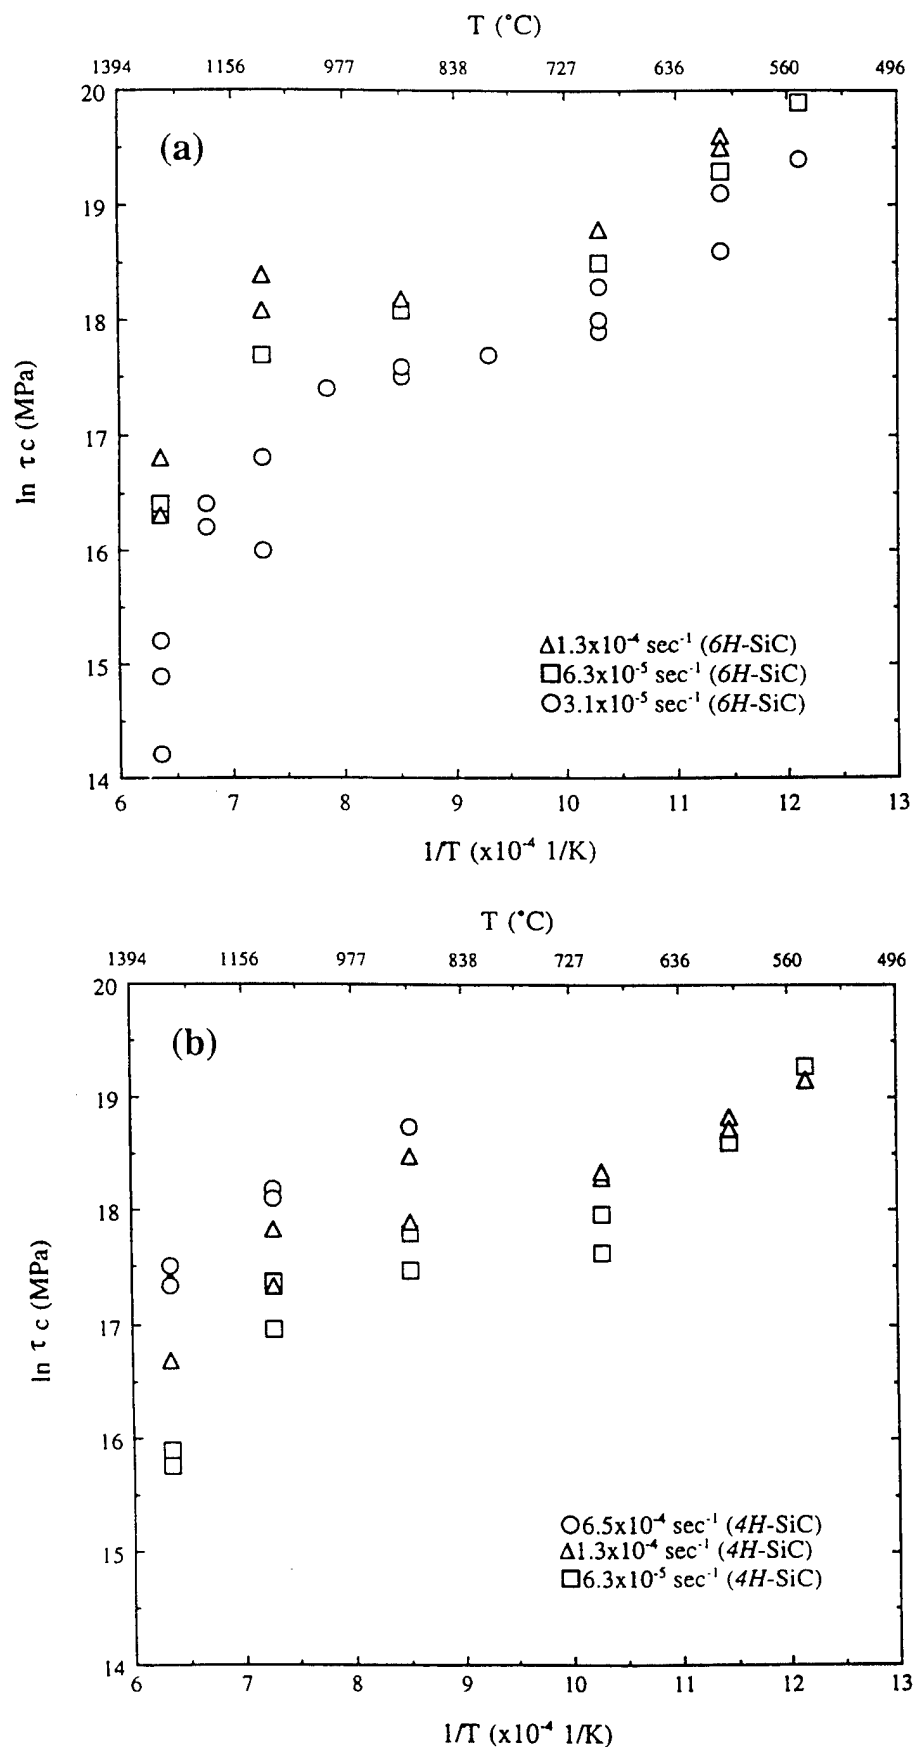 T (°C)
1394 1156 977 838 727 636 560 496
20
(a)
19
18
17
ln τc (MPa)
16
15
14
Δ1.3x10⁻⁴ sec⁻¹ (6H-SiC)
□6.3x10⁻⁵ sec⁻¹ (6H-SiC)
○3.1x10⁻⁵ sec⁻¹ (6H-SiC)
6 7 8 9 10 11 12 13
1/T (x10⁻⁴ 1/K)
T (°C)
1394 1156 977 838 727 636 560 496
20
(b)
19
18
17
ln τc (MPa)
16
15
14
○6.5x10⁻⁴ sec⁻¹ (4H-SiC)
Δ1.3x10⁻⁴ sec⁻¹ (4H-SiC)
□6.3x10⁻⁵ sec⁻¹ (4H-SiC)
6 7 8 9 10 11 12 13
1/T (x10⁻⁴ 1/K)